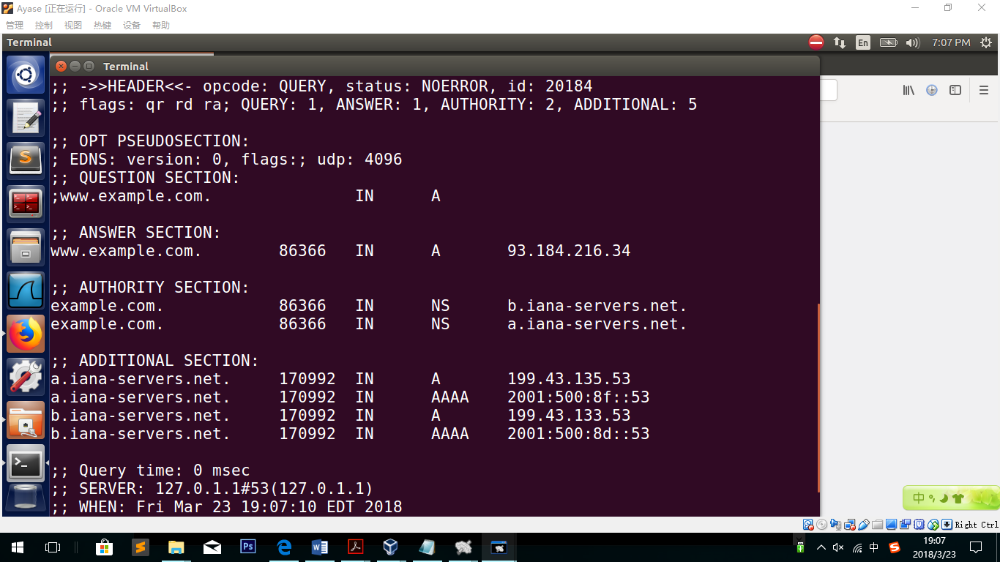 Ayase [正在运行] - Oracle VM VirtualBox
管理 控制 视图 热键 设备 帮助
Terminal En 7:07 PM
Terminal
;; ->>HEADER<<- opcode: QUERY, status: NOERROR, id: 20184
;; flags: qr rd ra; QUERY: 1, ANSWER: 1, AUTHORITY: 2, ADDITIONAL: 5
;; OPT PSEUDOSECTION:
; EDNS: version: 0, flags:; udp: 4096
;; QUESTION SECTION:
;www.example.com. IN A
;; ANSWER SECTION:
www.example.com. 86366 IN A 93.184.216.34
;; AUTHORITY SECTION:
example.com. 86366 IN NS b.iana-servers.net.
example.com. 86366 IN NS a.iana-servers.net.
;; ADDITIONAL SECTION:
a.iana-servers.net. 170992 IN A 199.43.135.53
a.iana-servers.net. 170992 IN AAAA 2001:500:8f::53
b.iana-servers.net. 170992 IN A 199.43.133.53
b.iana-servers.net. 170992 IN AAAA 2001:500:8d::53
;; Query time: 0 msec
;; SERVER: 127.0.1.1#53(127.0.1.1)
;; WHEN: Fri Mar 23 19:07:10 EDT 2018
中
Right Ctrl
Ps 中 19:07
2018/3/23